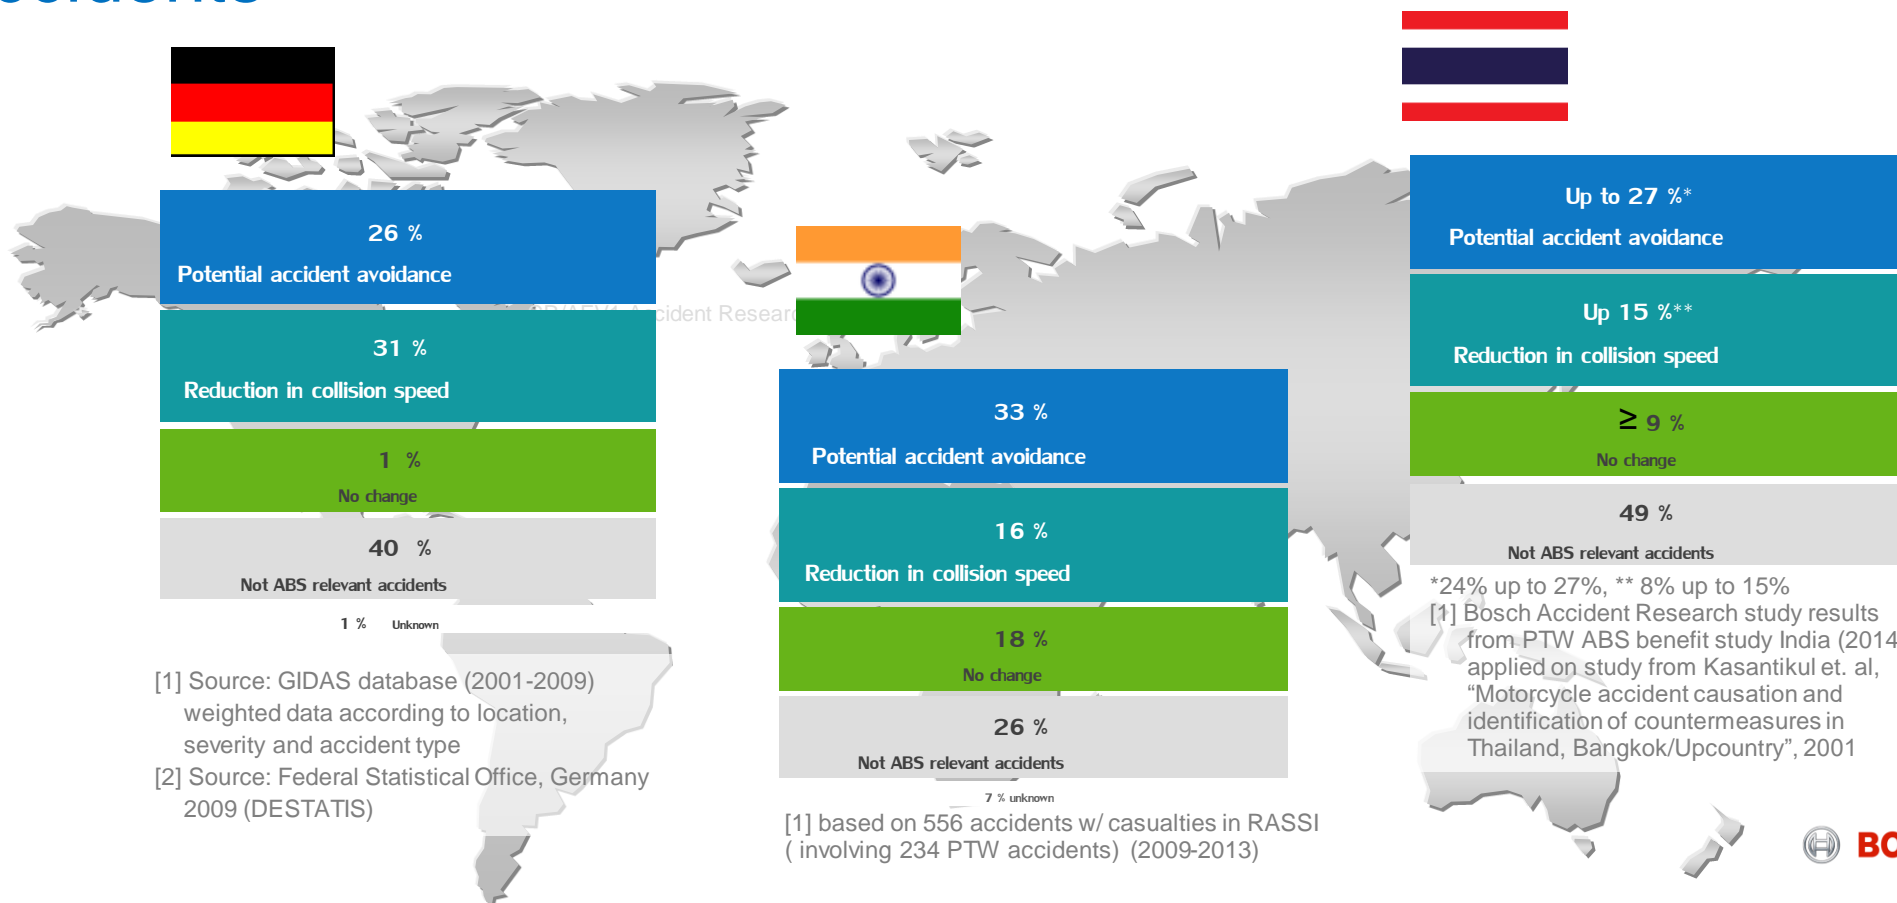 26 %
Potential accident avoidance
31 %
Reduction in collision speed
1 %
No change
40 %
Not ABS relevant accidents
1 % Unknown
[1] Source: GIDAS database (2001-2009)
weighted data according to location,
severity and accident type
[2] Source: Federal Statistical Office, Germany
2009 (DESTATIS)
33 %
Potential accident avoidance
16 %
Reduction in collision speed
18 %
No change
26 %
Not ABS relevant accidents
7 % unknown
[1] based on 556 accidents w/ casualties in RASSI
( involving 234 PTW accidents) (2009-2013)
Up to 27 %*
Potential accident avoidance
Up 15 %**
Reduction in collision speed
≥ 9 %
No change
49 %
Not ABS relevant accidents
*24% up to 27%, ** 8% up to 15%
[1] Bosch Accident Research study results
from PTW ABS benefit study India (2014
applied on study from Kasantikul et. al,
“Motorcycle accident causation and
identification of countermeasures in
Thailand, Bangkok/Upcountry”, 2001